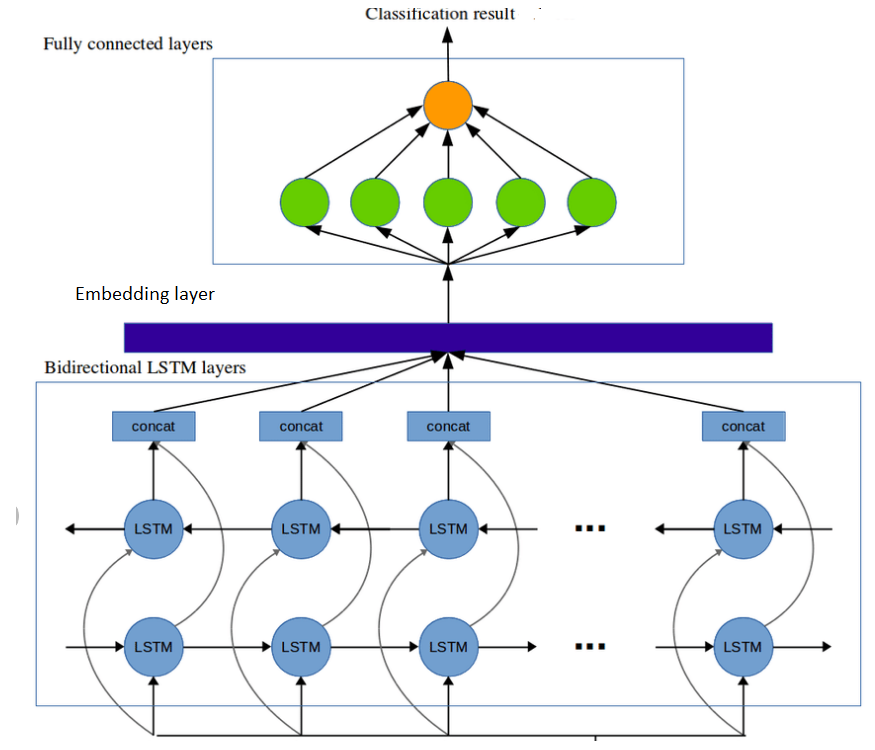 Classification result
Fully connected layers
Embedding layer
Bidirectional LSTM layers
concat concat concat concat
LSTM LSTM LSTM ... LSTM
LSTM LSTM LSTM ... LSTM